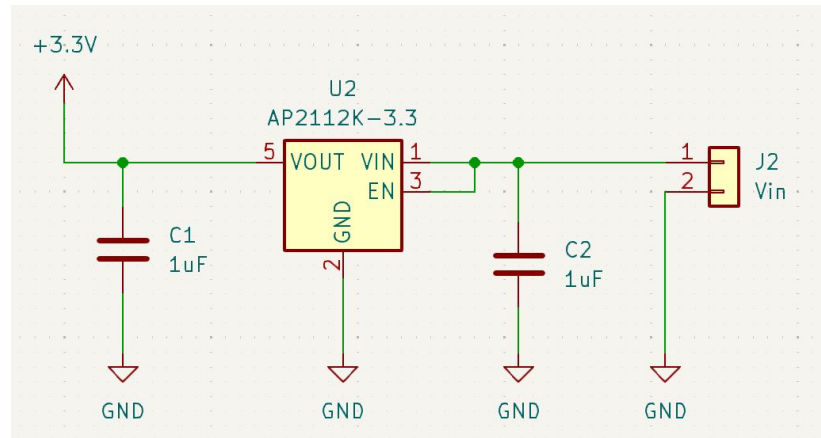 +3.3V
U2
AP2112K-3.3
5
VOUT
VIN
1
EN
3
GND
2
1
2
J2
Vin
C1
1uF
C2
1uF
GND
GND
GND
GND